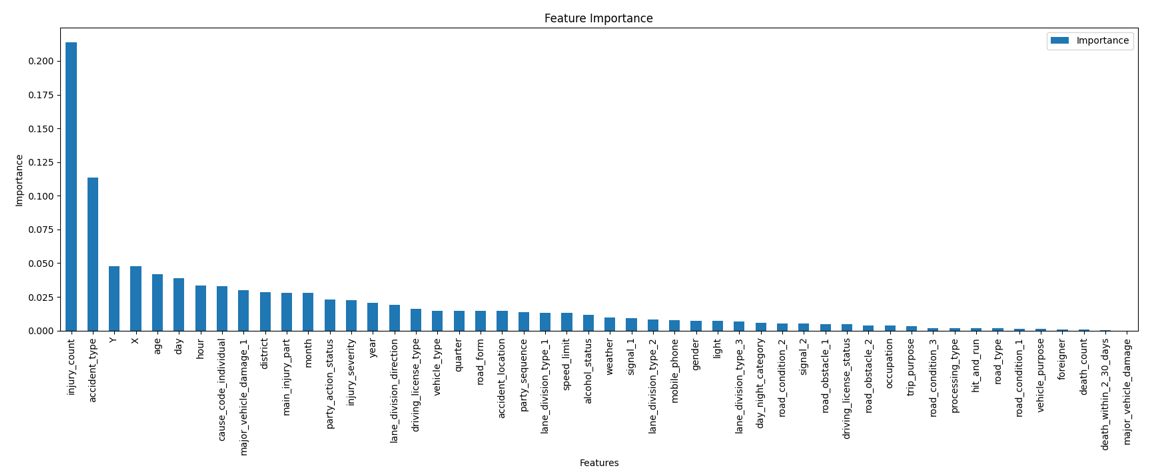 Feature Importance
Importance
0.200
0.175
0.150
0.125
0.100
0.075
0.050
0.025
0.000
Importance
injury_count
accident_type
Y
X
age
day
hour
cause_code_individual
major_vehicle_damage_1
district
main_injury_part
month
party_action_status
injury_severity
year
lane_division_direction
driving_license_type
vehicle_type
quarter
road_form
accident_location
party_sequence
lane_division_type_1
speed_limit
alcohol_status
weather
signal_1
lane_division_type_2
mobile_phone
gender
light
lane_division_type_3
day_night_category
road_condition_2
signal_2
road_obstacle_1
driving_license_status
road_obstacle_2
occupation
trip_purpose
road_condition_3
processing_type
hit_and_run
road_type
road_condition_1
vehicle_purpose
foreigner
death_count
death_within_2_30_days
major_vehicle_damage
Features